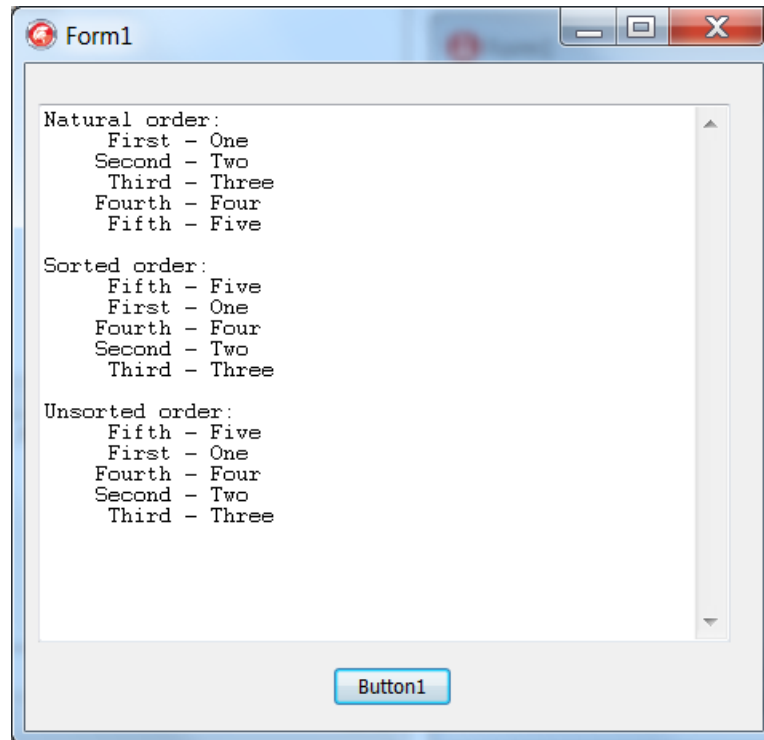 Form1
Natural order:
First - One
Second - Two
Third - Three
Fourth - Four
Fifth - Five
Sorted order:
Fifth - Five
First - One
Fourth - Four
Second - Two
Third - Three
Unsorted order:
Fifth - Five
First - One
Fourth - Four
Second - Two
Third - Three
Button1